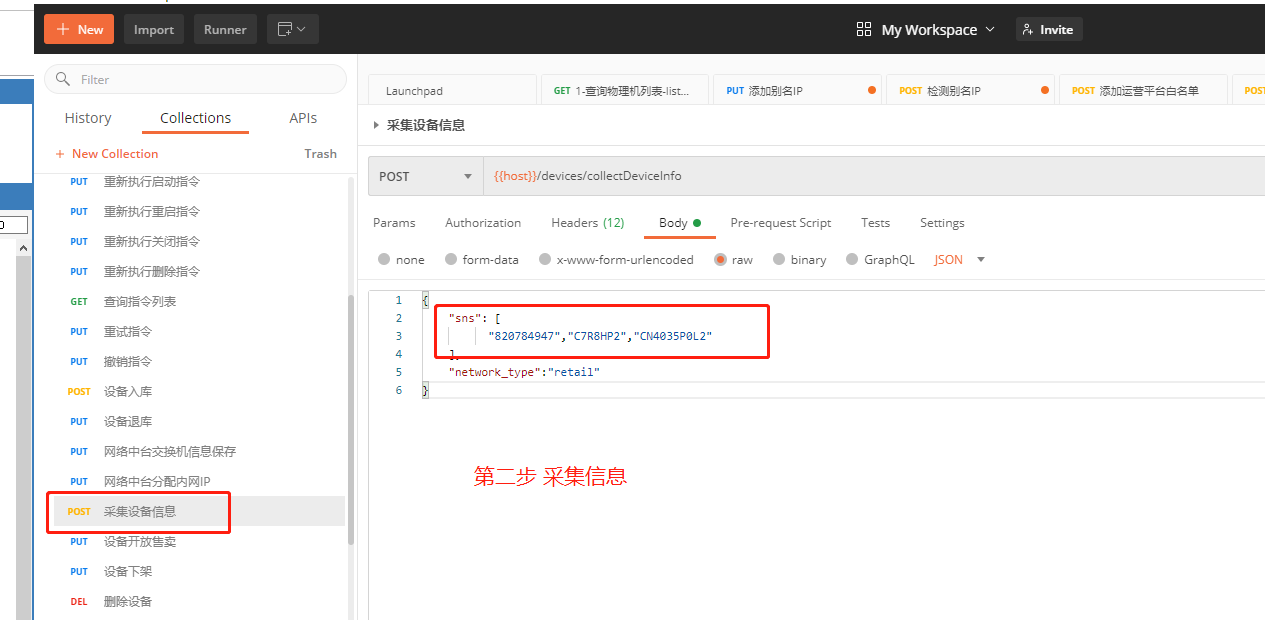 New
Import
Runner
My Workspace
Invite
Filter
History
Collections
APIs
New Collection
Trash
PUT 重新执行启动指令
PUT 重新执行重启指令
PUT 重新执行关闭指令
PUT 重新执行删除指令
GET 查询指令列表
PUT 重试指令
PUT 撤销指令
POST 设备入库
PUT 设备退库
PUT 网络中台交换机信息保存
PUT 网络中台分配内网IP
POST 采集设备信息
PUT 设备开放售卖
PUT 设备下架
DEL 删除设备
Launchpad
GET 1-查询物理机列表-list...
PUT 添加别名IP
POST 检测别名IP
POST 添加运营平台白名单
POST
采集设备信息
POST
{{host}}/devices/collectDeviceInfo
Params
Authorization
Headers (12)
Body
Pre-request Script
Tests
Settings
none
form-data
x-www-form-urlencoded
raw
binary
GraphQL
JSON
1 {
2 "sns": [
3 "820784947","C7R8HP2","CN4035P0L2"
4 ],
5 "network_type":"retail"
6 }
第二步 采集信息